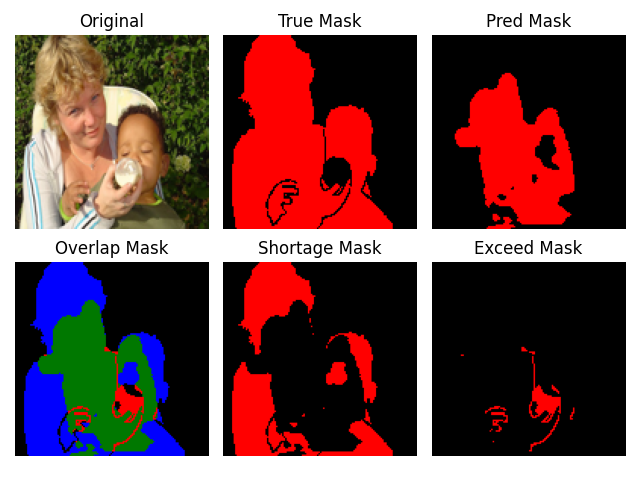 Original
True Mask
Pred Mask
Overlap Mask
Shortage Mask
Exceed Mask